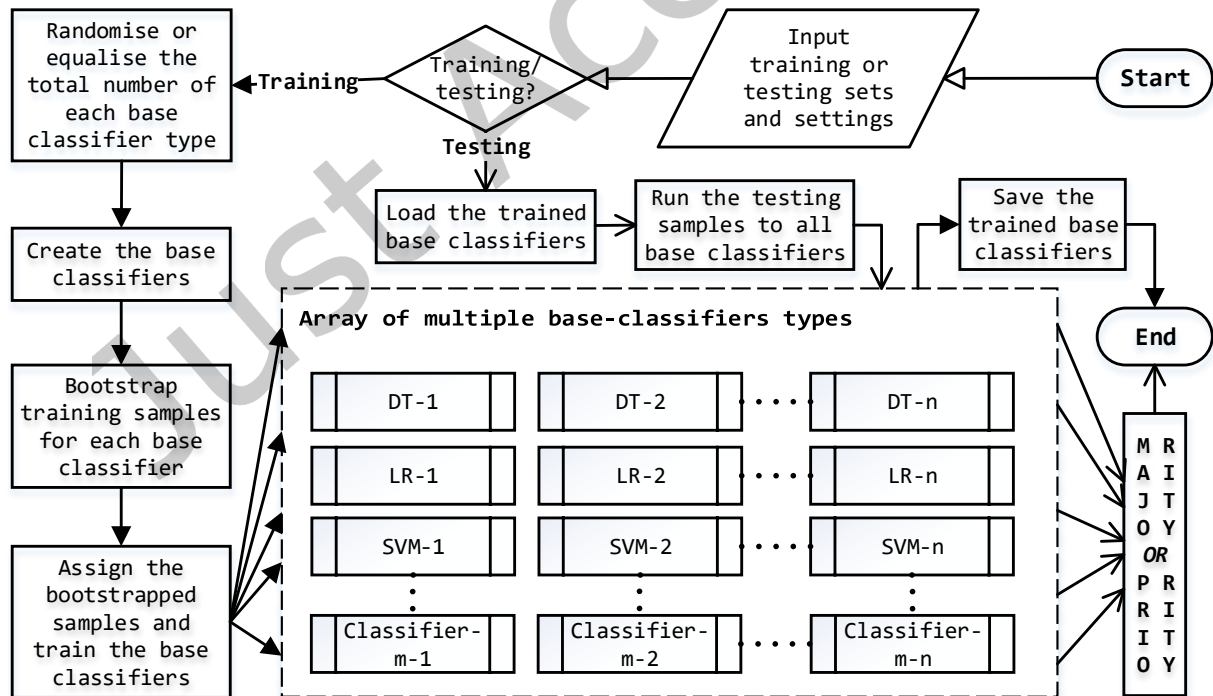 Randomise or
equalise the
total number of
each base
classifier type
Training
Training/
testing?
Input
training or
testing sets
and settings
Start
Testing
Load the trained
base classifiers
Run the testing
samples to all
base classifiers
Save the
trained base
classifiers
End
Create the base
classifiers
Bootstrap
training samples
for each base
classifier
Assign the
bootstrapped
samples and
train the base
classifiers
Array of multiple base-classifiers types
DT-1
DT-2
DT-n
LR-1
LR-2
LR-n
SVM-1
SVM-2
SVM-n
Classifier-
m-1
Classifier-
m-2
Classifier-
m-n
M R
A I
J T
O Y
OR
P R
R I
I T
O Y
Just Acc